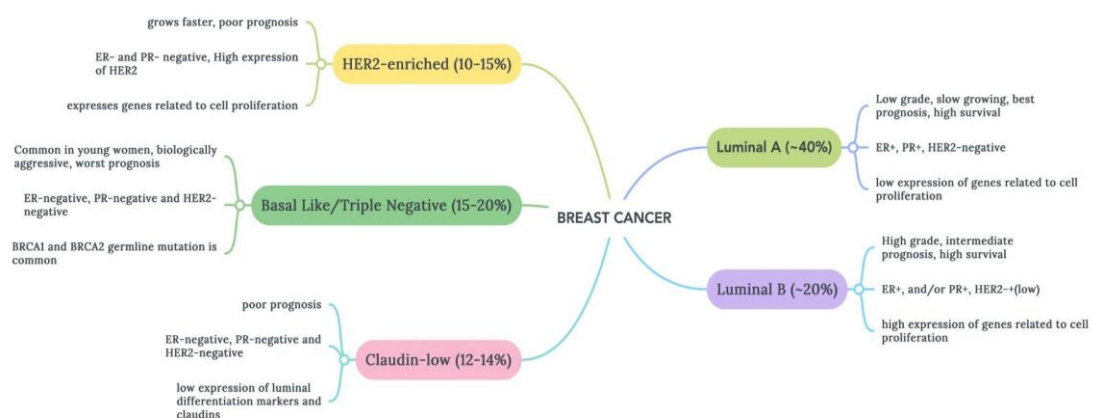 grows faster, poor prognosis
ER- and PR- negative, High expression
of HER2
expresses genes related to cell proliferation
HER2-enriched (10-15%)
Common in young women, biologically
aggressive, worst prognosis
ER-negative, PR-negative and HER2-
negative
BRCA1 and BRCA2 germline mutation is
common
Basal Like/Triple Negative (15-20%)
poor prognosis
ER-negative, PR-negative and
HER2-negative
low expression of luminal
differentiation markers and
claudins
Claudin-low (12-14%)
BREAST CANCER
Luminal A (~40%)
Low grade, slow growing, best
prognosis, high survival
ER+, PR+, HER2-negative
low expression of genes related to cell
proliferation
Luminal B (~20%)
High grade, intermediate
prognosis, high survival
ER+, and/or PR+, HER2-+(low)
high expression of genes related to cell
proliferation